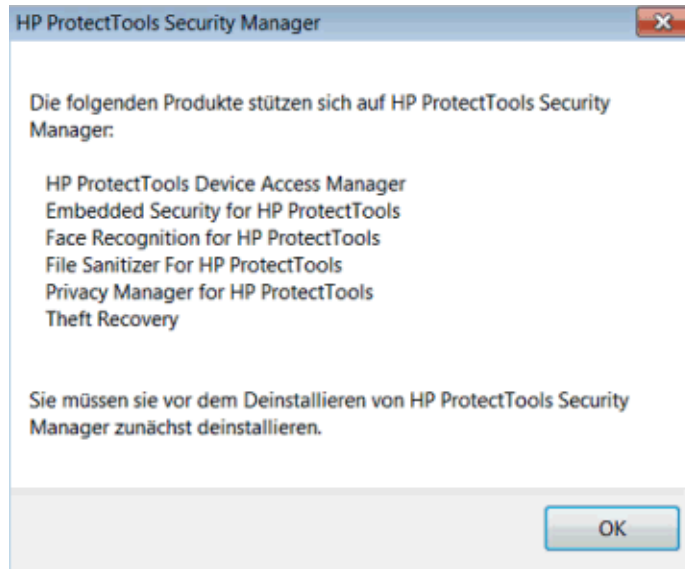 HP ProtectTools Security Manager
Die folgenden Produkte stützen sich auf HP ProtectTools Security
Manager:
HP ProtectTools Device Access Manager
Embedded Security for HP ProtectTools
Face Recognition for HP ProtectTools
File Sanitizer For HP ProtectTools
Privacy Manager for HP ProtectTools
Theft Recovery
Sie müssen sie vor dem Deinstallieren von HP ProtectTools Security
Manager zunächst deinstallieren.
OK